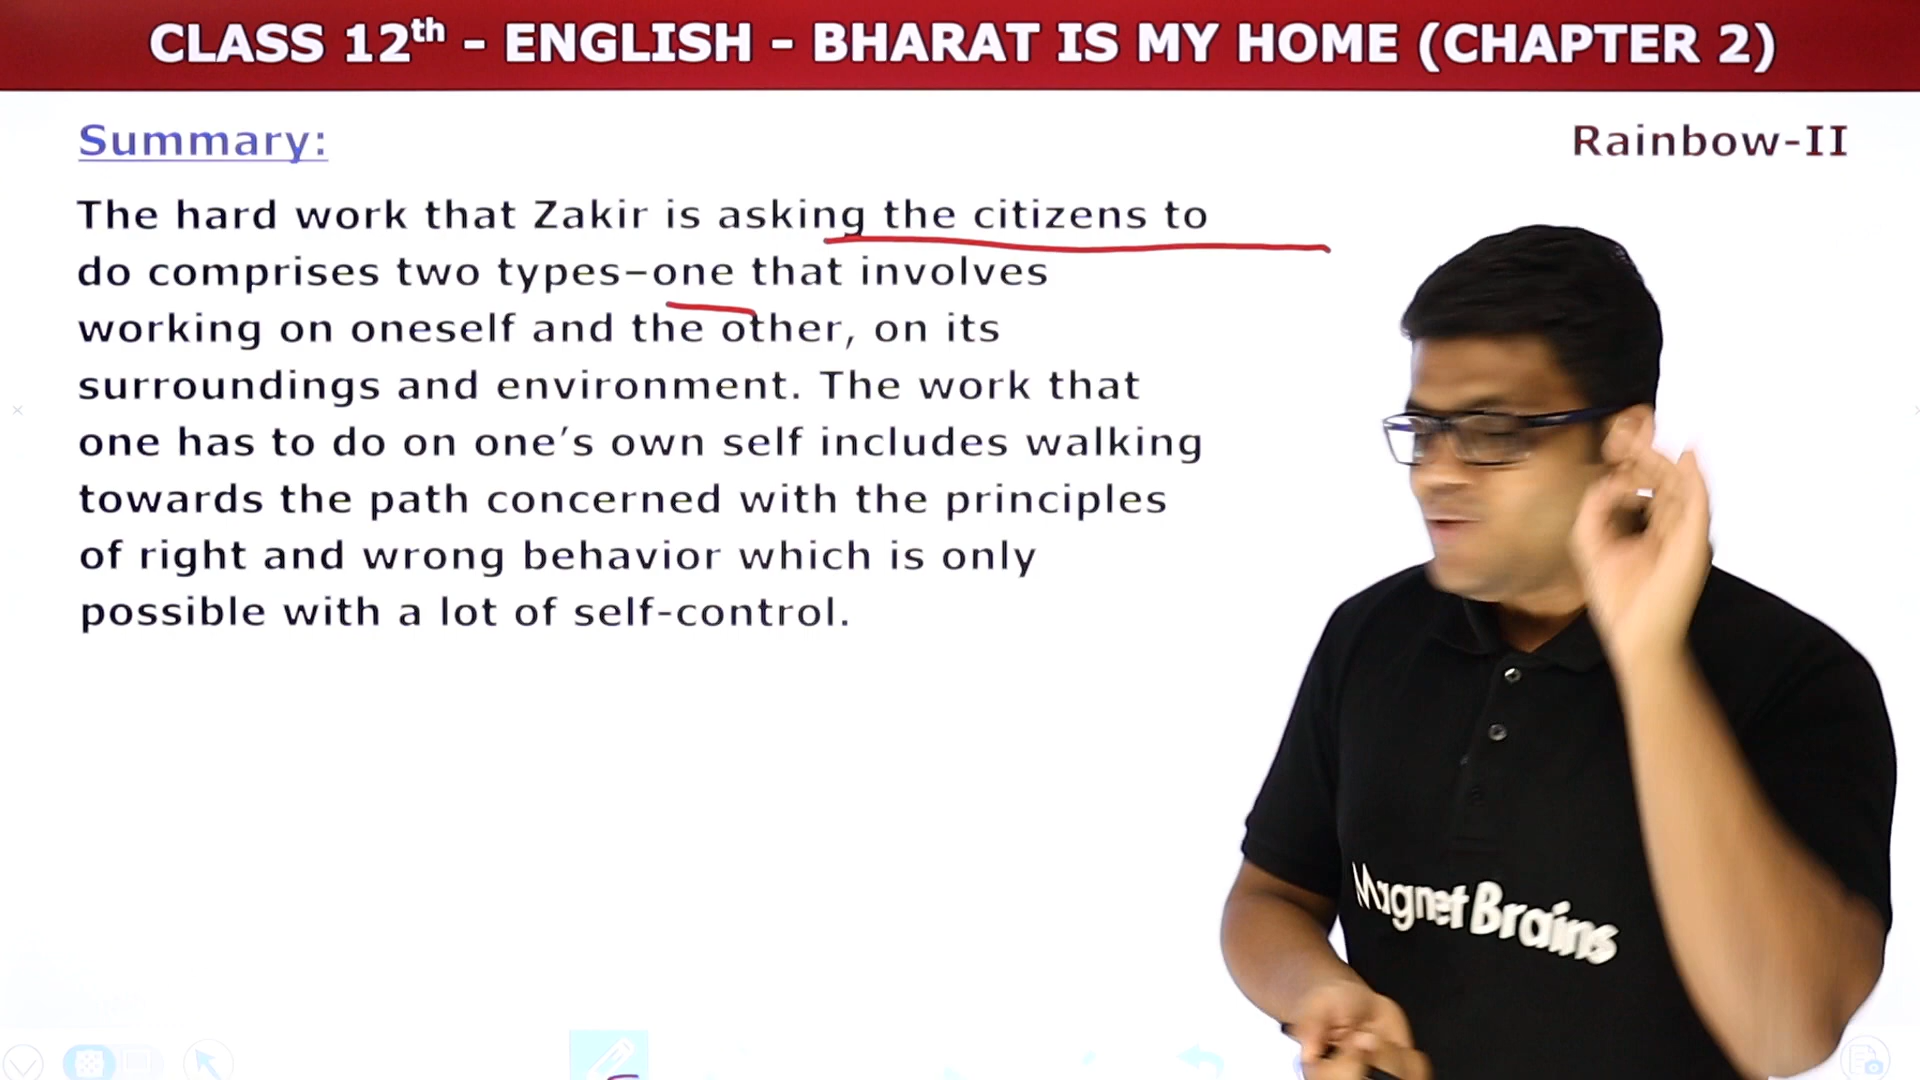 CLASS 12th - ENGLISH - BHARAT IS MY HOME (CHAPTER 2)
Summary:
Rainbow-II
The hard work that Zakir is asking the citizens to
do comprises two types–one that involves
working on oneself and the other, on its
surroundings and environment. The work that
one has to do on one’s own self includes walking
towards the path concerned with the principles
of right and wrong behavior which is only
possible with a lot of self-control.
Magnet Brains